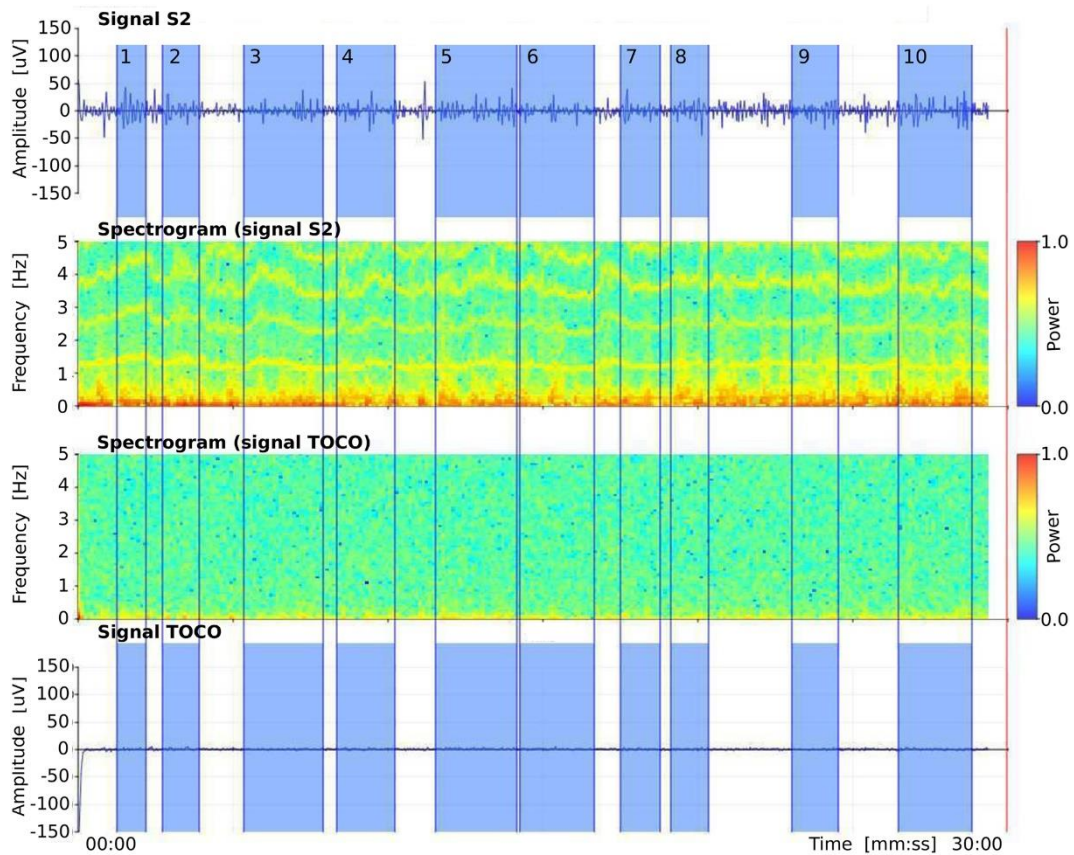 Signal S2
Amplitude [uV]
150
100
50
0
-50
-100
-150
1 2 3 4 5 6 7 8 9 10
Spectrogram (signal S2)
Frequency [Hz]
5
4
3
2
1
0
1.0
Power
0.0
Spectrogram (signal TOCO)
Frequency [Hz]
5
4
3
2
1
0
1.0
Power
0.0
Signal TOCO
Amplitude [uV]
150
100
50
0
-50
-100
-150
00:00 Time [mm:ss] 30:00